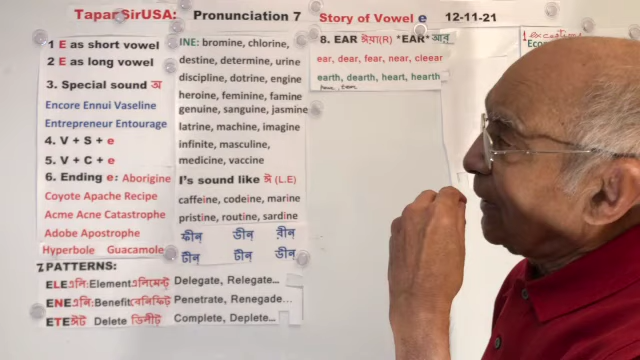 TaparSirUSA: Pronunciation 7 Story of Vowel e 12-11-21
1 E as short vowel
2 E as long vowel
3. Special sound অ
Encore Ennui Vaseline
Entrepreneur Entourage
4. V + S + e
5. V + C + e
6. Ending e: Aborigine
Coyote Apache Recipe
Acme Acne Catastrophe
Adobe Apostrophe
Hyperbole Guacamole
INE: bromine, chlorine,
destine, determine, urine
discipline, dotrine, engine
heroine, feminine, famine
genuine, sanguine, jasmine
latrine, machine, imagine
infinite, masculine,
medicine, vaccine
I's sound like ঈ (L.E)
caffeine, codeine, marine
pristine, routine, sardine
ফীন্ ডীন্ রীন্
টীন্ টীন্ ডীন্
7.PATTERNS:
ELEএলি:Elementএলিমেন্ট্ Delegate, Relegate...
ENEএনি:Benefitবেনিফিট্ Penetrate, Renegade...
ETEঈট Delete ডিলীট্ Complete, Deplete...
8. EAR ঈয়া(R) *EAR*আর্
ear, dear, fear, near, cleear
earth, dearth, heart, hearth
1 exceptions